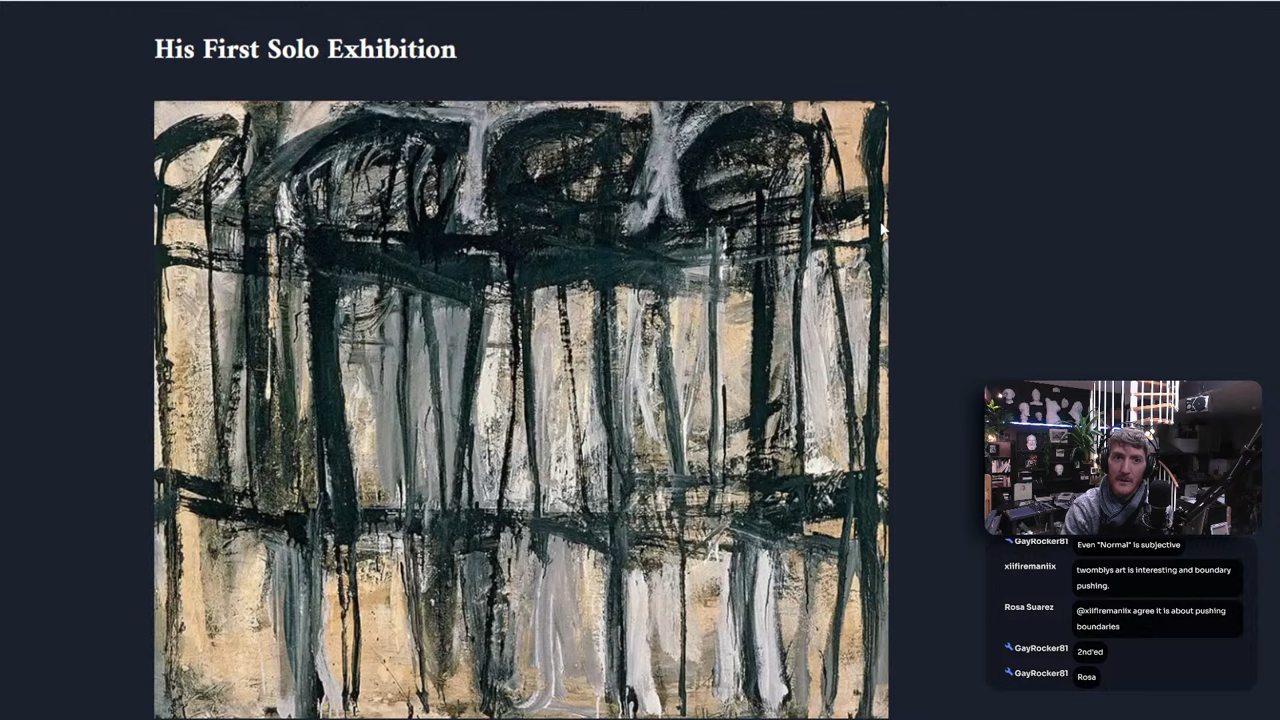 His First Solo Exhibition
GayRocker81 Even "Normal" is subjective
xiifiremaniix twomblys art is interesting and boundary
pushing.
Rosa Suarez @xiifiremaniix agree it is about pushing
boundaries
GayRocker81 2nd'ed
GayRocker81 Rosa